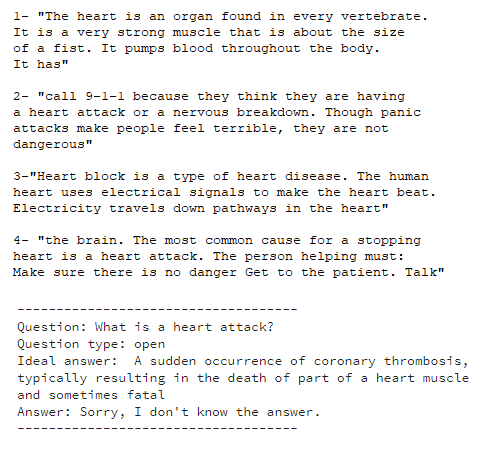 1- "The heart is an organ found in every vertebrate.
It is a very strong muscle that is about the size
of a fist. It pumps blood throughout the body.
It has"
2- "call 9-1-1 because they think they are having
a heart attack or a nervous breakdown. Though panic
attacks make people feel terrible, they are not
dangerous"
3-"Heart block is a type of heart disease. The human
heart uses electrical signals to make the heart beat.
Electricity travels down pathways in the heart"
4- "the brain. The most common cause for a stopping
heart is a heart attack. The person helping must:
Make sure there is no danger Get to the patient. Talk"
------------------------------------
Question: What is a heart attack?
Question type: open
Ideal answer:  A sudden occurrence of coronary thrombosis,
typically resulting in the death of part of a heart muscle
and sometimes fatal
Answer: Sorry, I don't know the answer.
------------------------------------